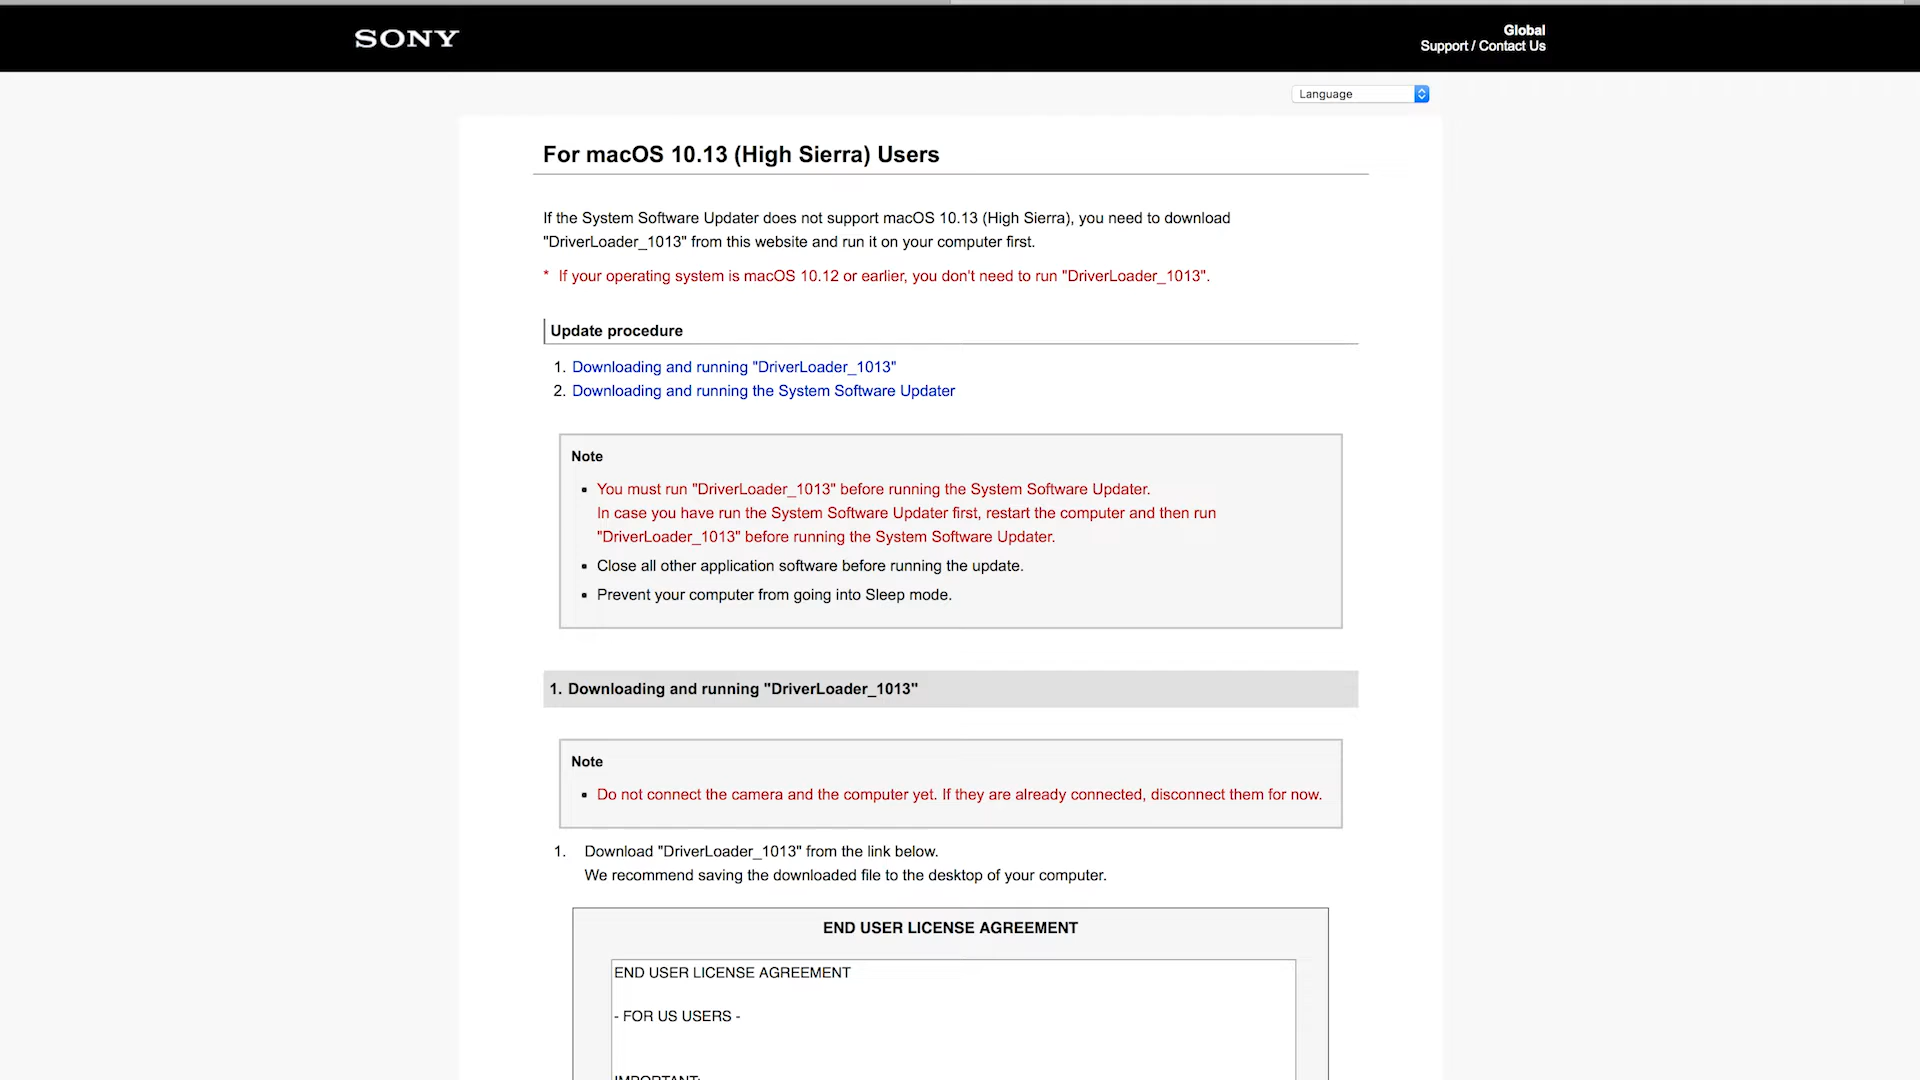 SONY
Global
Support / Contact Us
Language
For macOS 10.13 (High Sierra) Users
If the System Software Updater does not support macOS 10.13 (High Sierra), you need to download
"DriverLoader_1013" from this website and run it on your computer first.
* If your operating system is macOS 10.12 or earlier, you don't need to run "DriverLoader_1013".
Update procedure
1. Downloading and running "DriverLoader_1013"
2. Downloading and running the System Software Updater
Note
• You must run "DriverLoader_1013" before running the System Software Updater.
In case you have run the System Software Updater first, restart the computer and then run
"DriverLoader_1013" before running the System Software Updater.
• Close all other application software before running the update.
• Prevent your computer from going into Sleep mode.
1. Downloading and running "DriverLoader_1013"
Note
• Do not connect the camera and the computer yet. If they are already connected, disconnect them for now.
1. Download "DriverLoader_1013" from the link below.
We recommend saving the downloaded file to the desktop of your computer.
END USER LICENSE AGREEMENT
END USER LICENSE AGREEMENT
- FOR US USERS -
IMPORTANT: